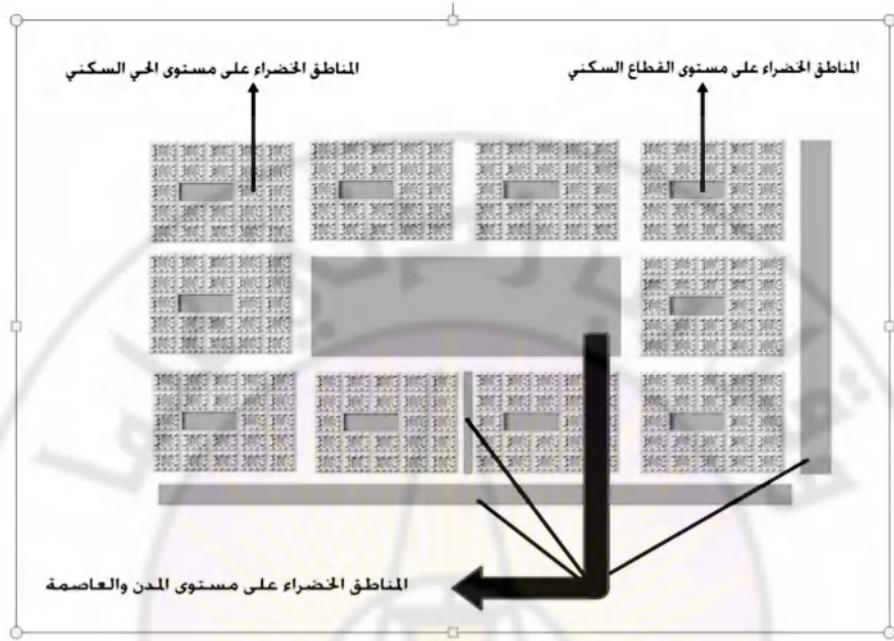 المناطق الخضراء على مستوى القطاع السكني
المناطق الخضراء على مستوى الحي السكني
المناطق الخضراء على مستوى المدن والعاصمة